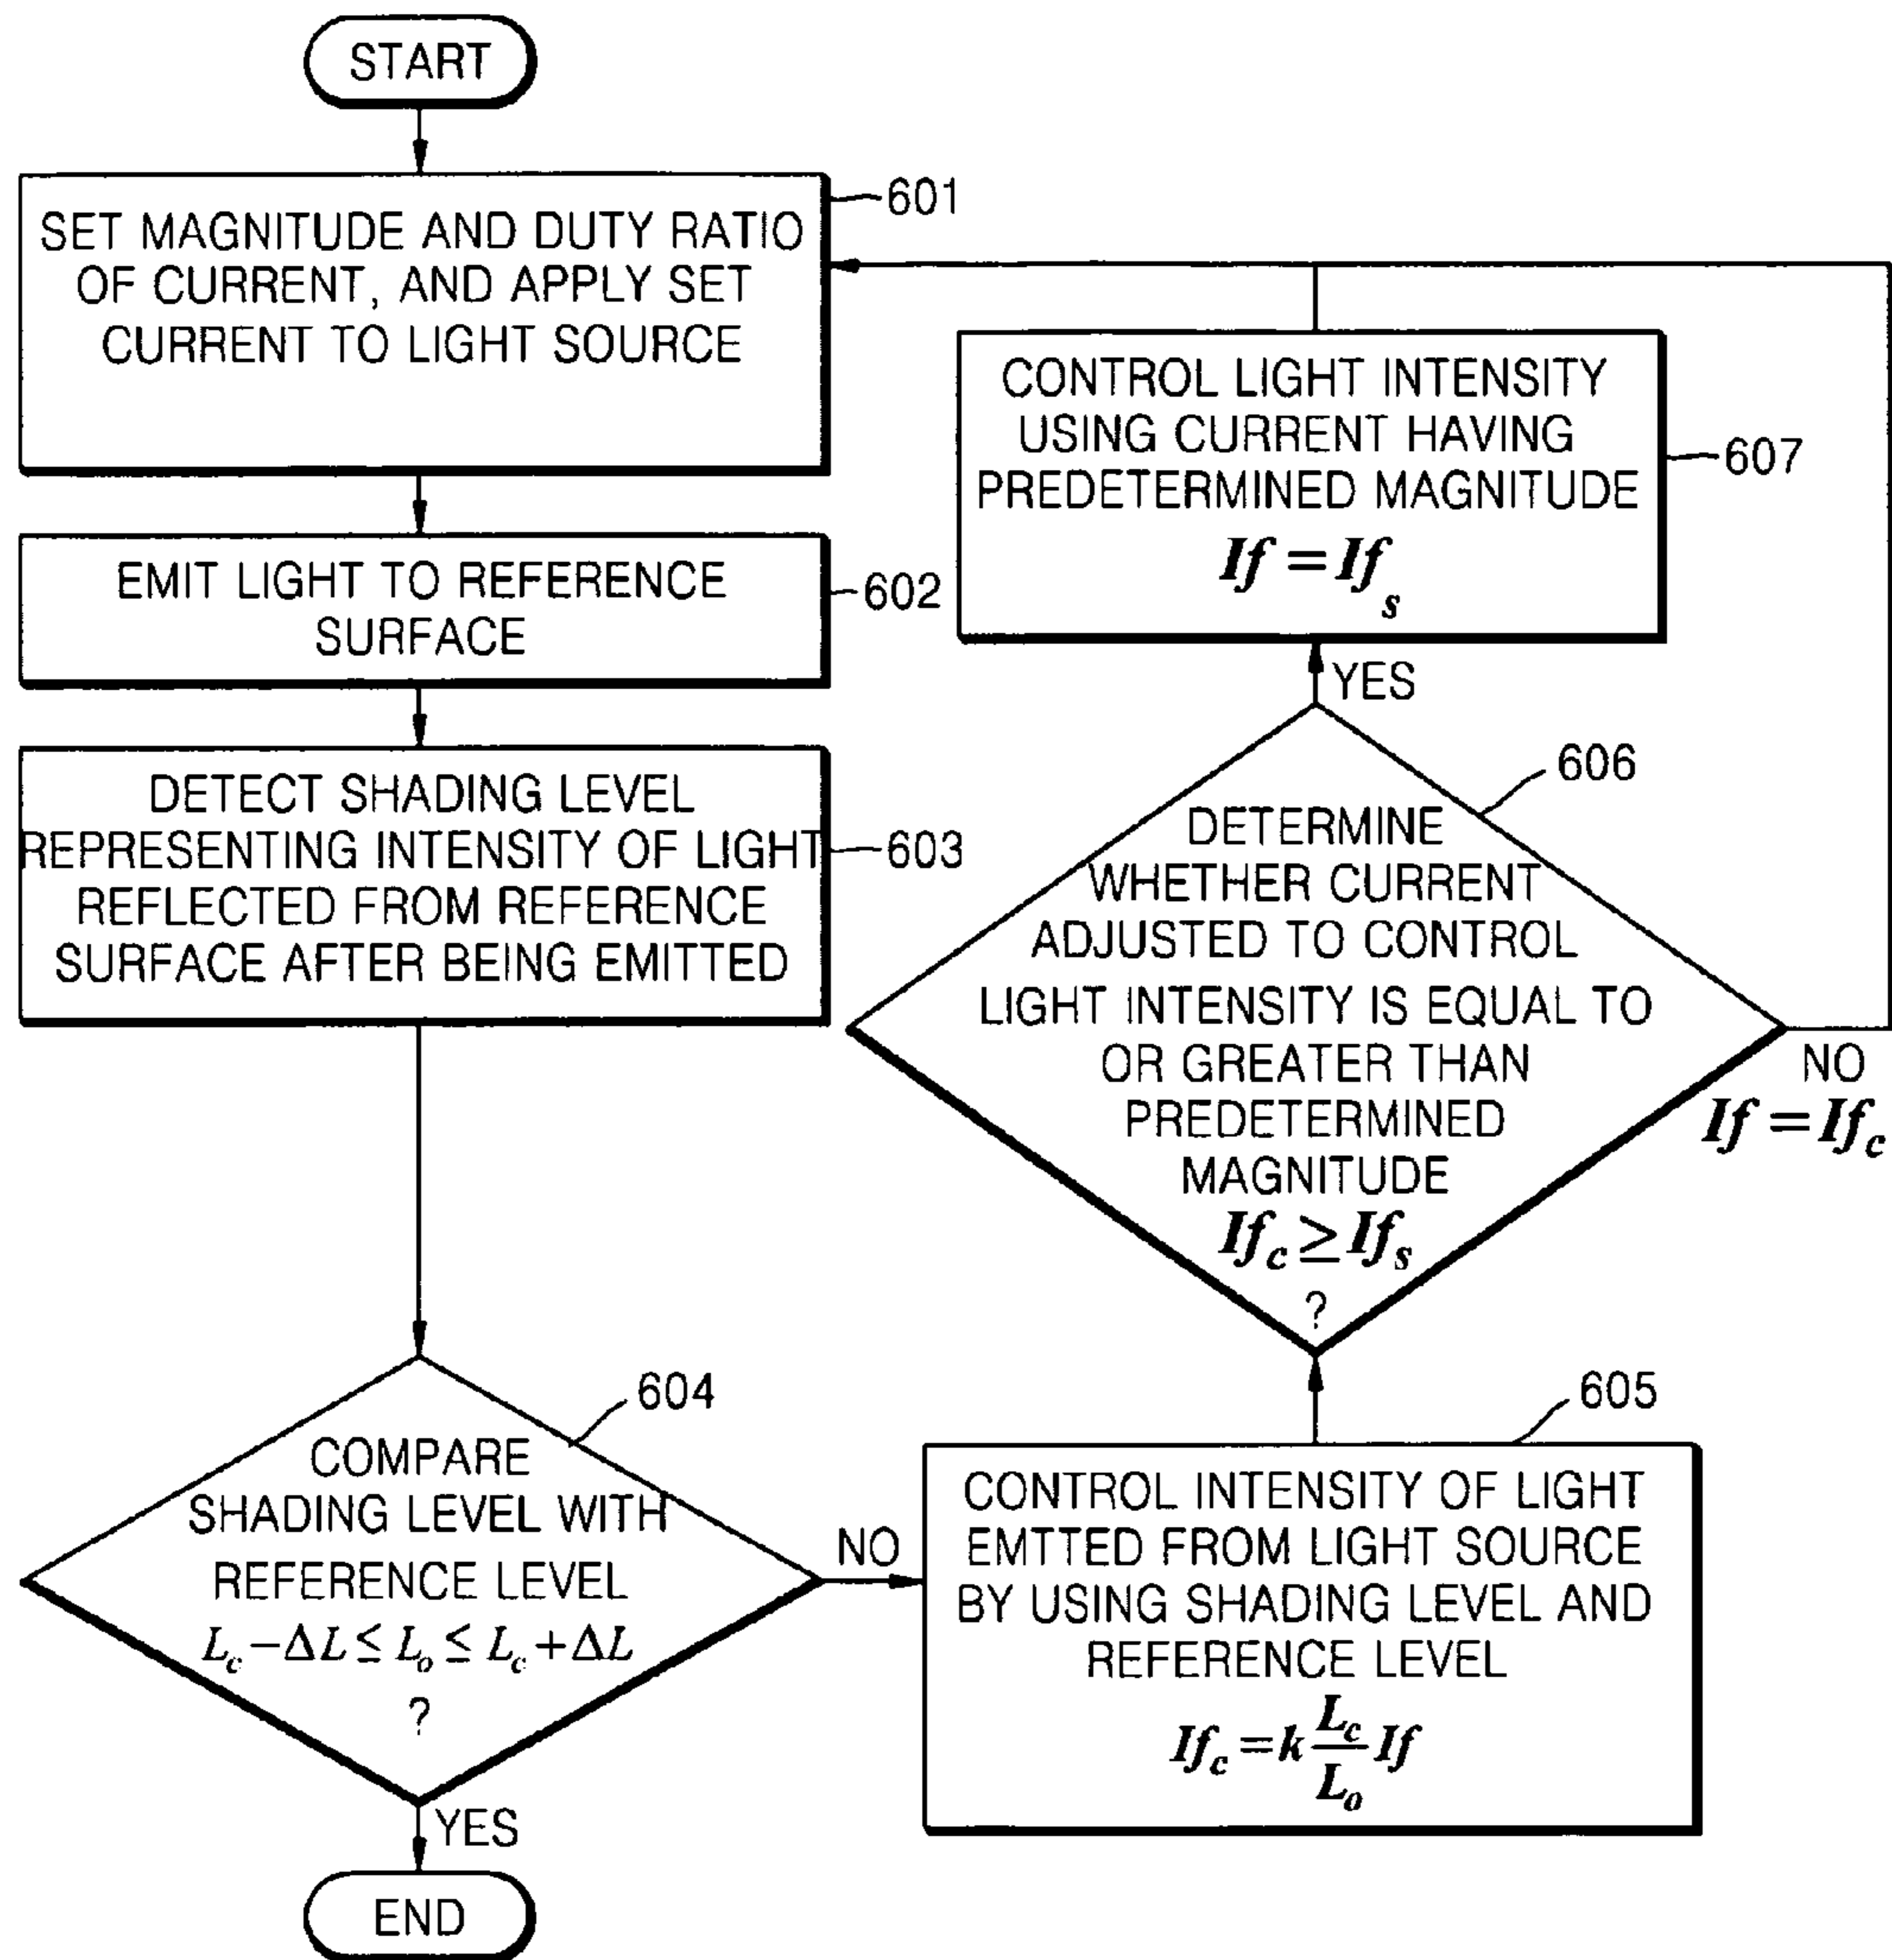 START
SET MAGNITUDE AND DUTY RATIO
OF CURRENT, AND APPLY SET
CURRENT TO LIGHT SOURCE
601
EMIT LIGHT TO REFERENCE
SURFACE
602
DETECT SHADING LEVEL
REPRESENTING INTENSITY OF LIGHT
REFLECTED FROM REFERENCE
SURFACE AFTER BEING EMITTED
603
COMPARE
SHADING LEVEL WITH
REFERENCE LEVEL
L_c − ΔL ≤ L_o ≤ L_c + ΔL
?
604
YES
END
NO
CONTROL INTENSITY OF LIGHT
EMTTED FROM LIGHT SOURCE
BY USING SHADING LEVEL AND
REFERENCE LEVEL
If_c = k L_c/L_o If
605
DETERMINE
WHETHER CURRENT
ADJUSTED TO CONTROL
LIGHT INTENSITY IS EQUAL TO
OR GREATER THAN
PREDETERMINED
MAGNITUDE
If_c ≥ If_s
?
606
NO
If = If_c
YES
CONTROL LIGHT INTENSITY
USING CURRENT HAVING
PREDETERMINED MAGNITUDE
If = If_s
607